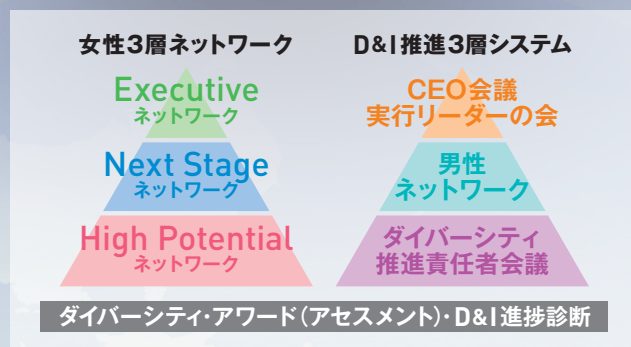 女性3層ネットワーク
Executive
ネットワーク
Next Stage
ネットワーク
High Potential
ネットワーク
D&I推進3層システム
CEO会議
実行リーダーの会
男性
ネットワーク
ダイバーシティ
推進責任者会議
ダイバーシティ・アワード（アセスメント）・D&I進捗診断